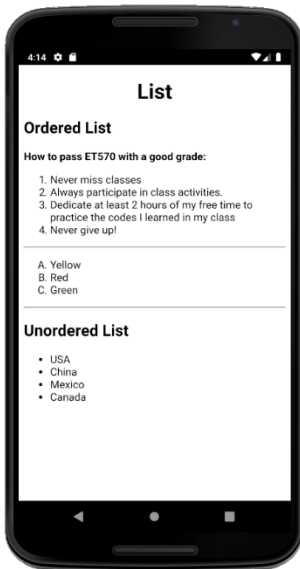 4:14
List
Ordered List
How to pass ET570 with a good grade:
1. Never miss classes
2. Always participate in class activities.
3. Dedicate at least 2 hours of my free time to
practice the codes I learned in my class
4. Never give up!
A. Yellow
B. Red
C. Green
Unordered List
• USA
• China
• Mexico
• Canada